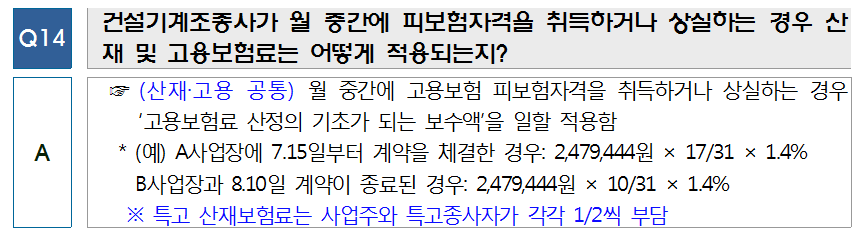 Q14
건설기계조종사가 월 중간에 피보험자격을 취득하거나 상실하는 경우 산
재 및 고용보험료는 어떻게 적용되는지?
A
☞ (산재·고용 공통) 월 중간에 고용보험 피보험자격을 취득하거나 상실하는 경우
'고용보험료 산정의 기초가 되는 보수액'을 일할 적용함
* (예) A사업장에 7.15일부터 계약을 체결한 경우: 2,479,444원 × 17/31 × 1.4%
B사업장과 8.10일 계약이 종료된 경우: 2,479,444원 × 10/31 × 1.4%
※ 특고 산재보험료는 사업주와 특고종사자가 각각 1/2씩 부담